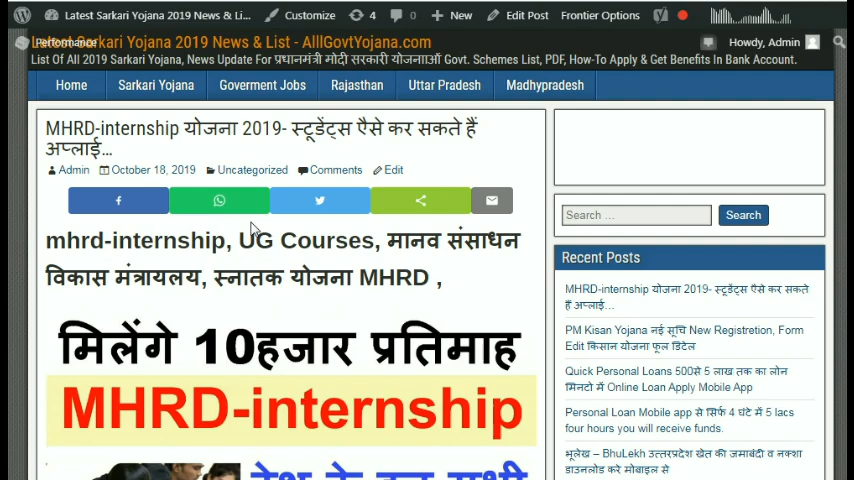 Latest Sarkari Yojana 2019 News & Li... Customize 4 0 New Edit Post Frontier Options
Performance
Latest Sarkari Yojana 2019 News & List - AlllGovtYojana.com
Howdy, Admin
List Of All 2019 Sarkari Yojana, News Update For प्रधानमंत्री मोदी सरकारी योजनाओं Govt. Schemes List, PDF, How-To Apply & Get Benefits In Bank Account.
Home Sarkari Yojana Goverment Jobs Rajasthan Uttar Pradesh Madhypradesh
MHRD-internship योजना 2019- स्टूडेंट्स एैसे कर सकते हैं
अप्लाई...
Admin October 18, 2019 Uncategorized Comments Edit
mhrd-internship, UG Courses, मानव संसाधन
विकास मंत्रायलय, स्नातक योजना MHRD ,
मिलेंगे 10हजार प्रतिमाह
MHRD-internship
Search ... Search
Recent Posts
MHRD-internship योजना 2019- स्टूडेंट्स एैसे कर सकते
हैं अप्लाई...
PM Kisan Yojana नई सूचि New Registretion, Form
Edit किसान योजना फूल डिटेल
Quick Personal Loans 500से 5 लाख तक का लोन
मिनटो में Online Loan Apply Mobile App
Personal Loan Mobile app से सिर्फ 4 घंटे में 5 lacs
four hours you will receive funds.
भूलेख – BhuLekh उत्तरप्रदेश खेत की जमाबंदी व नक्शा
डाउनलोड करे मोबाइल से